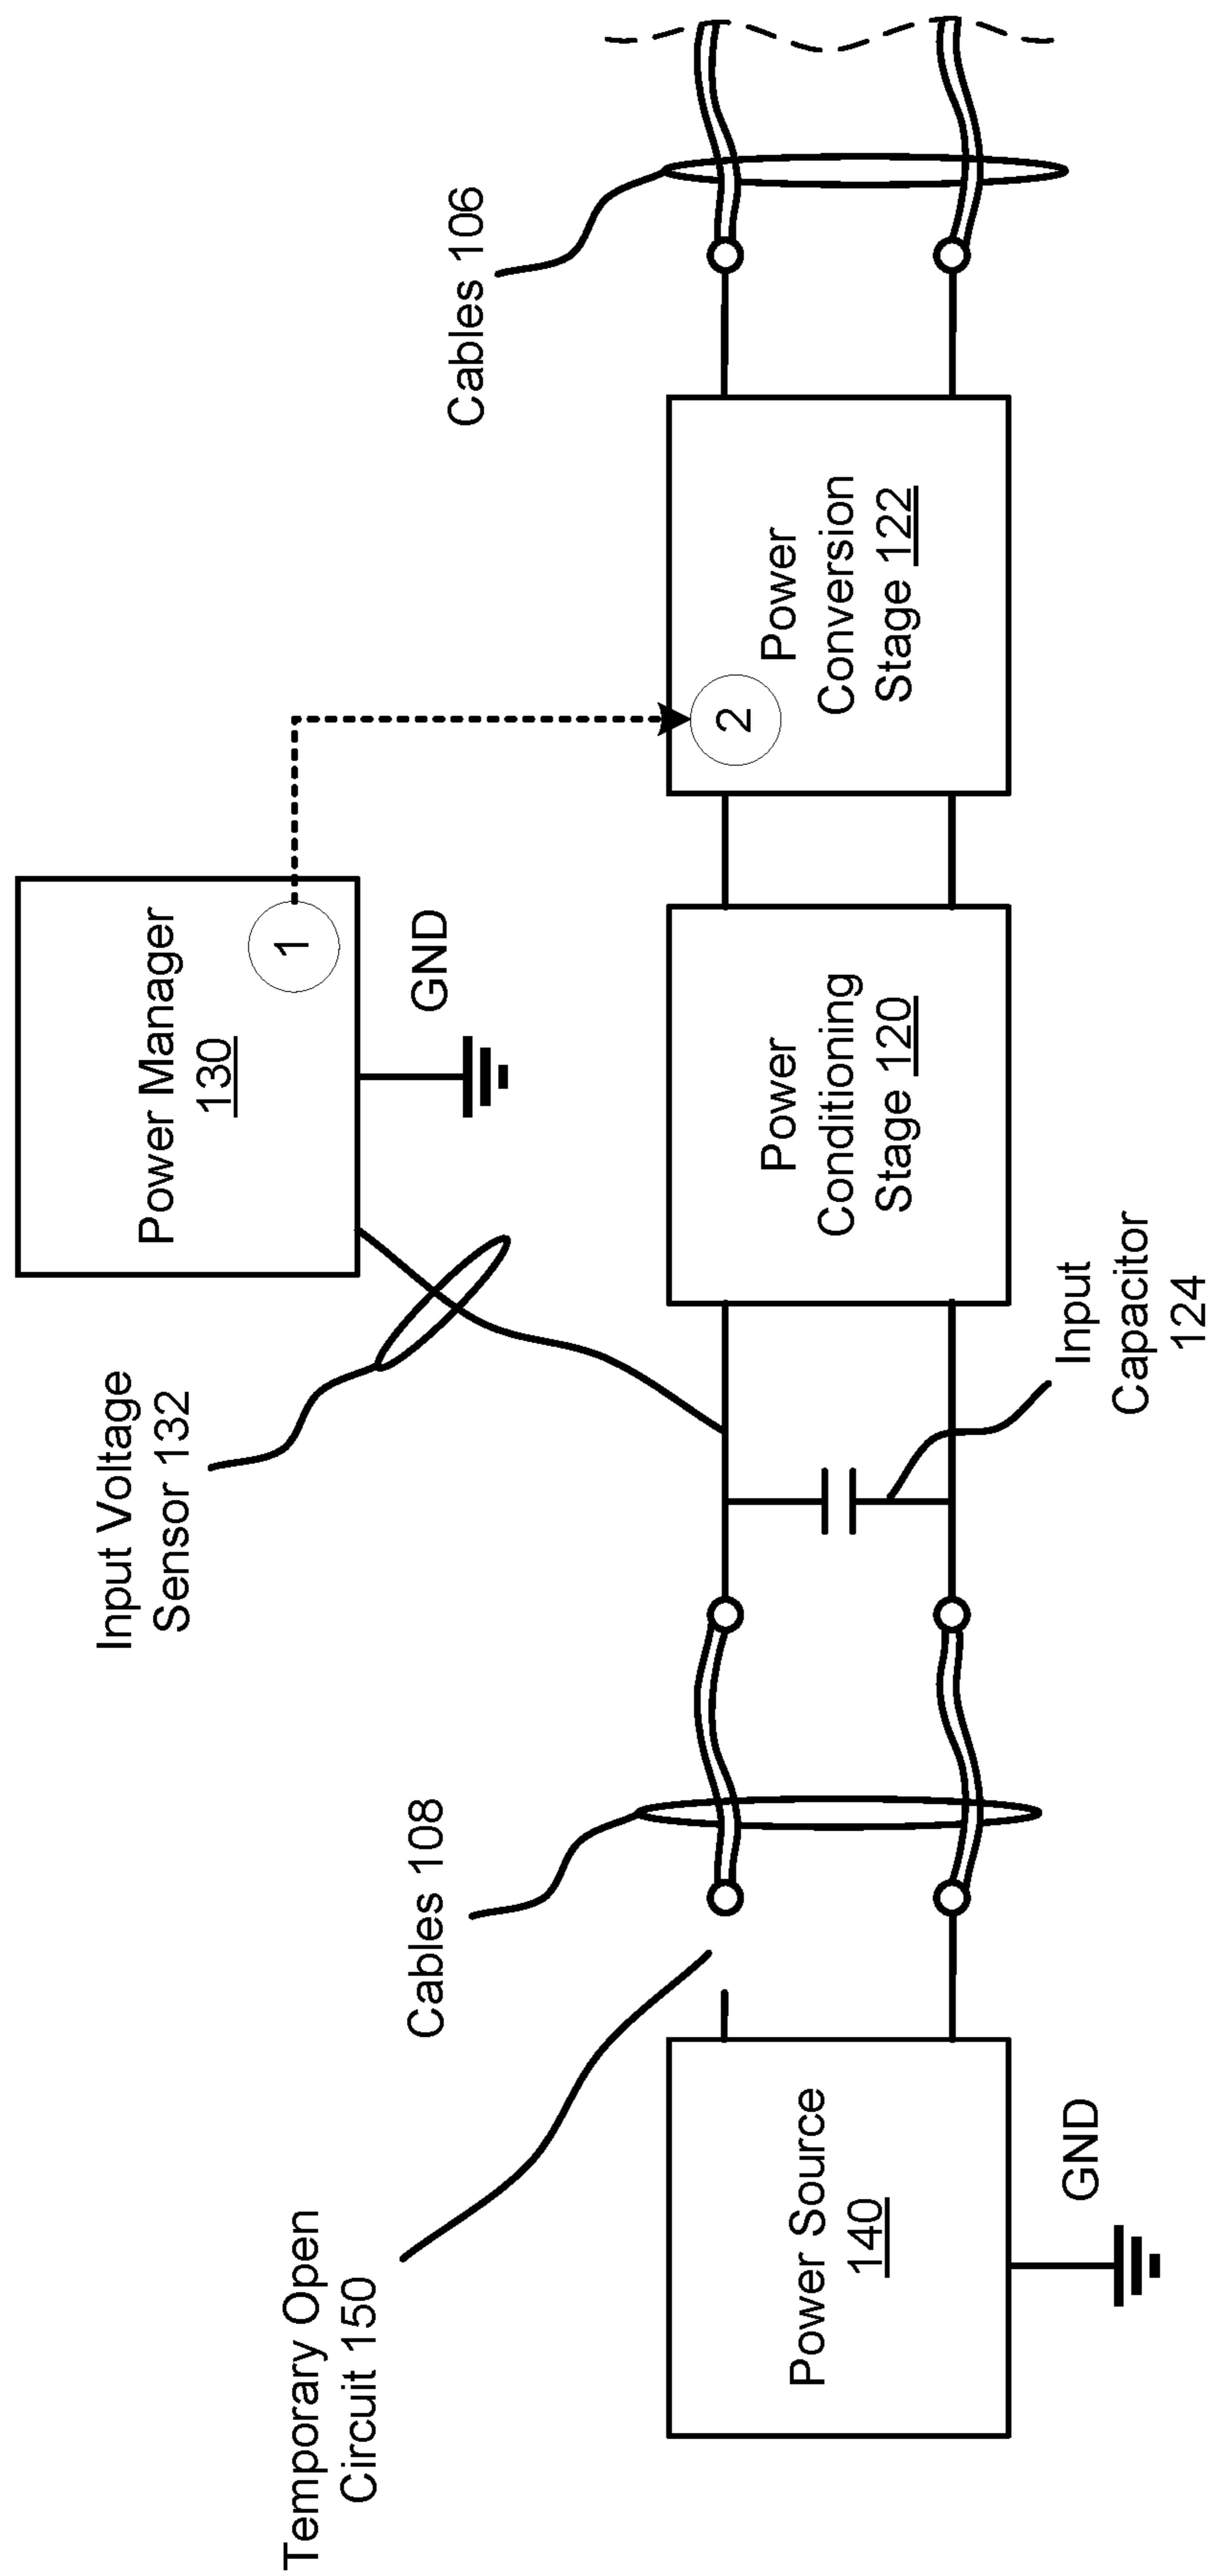 Temporary Open
Circuit 150
Cables 108
Input Voltage
Sensor 132
Power Manager
130
1
GND
Cables 106
Power Source
140
GND
Input
Capacitor
124
Power
Conditioning
Stage 120
2
Power
Conversion
Stage 122